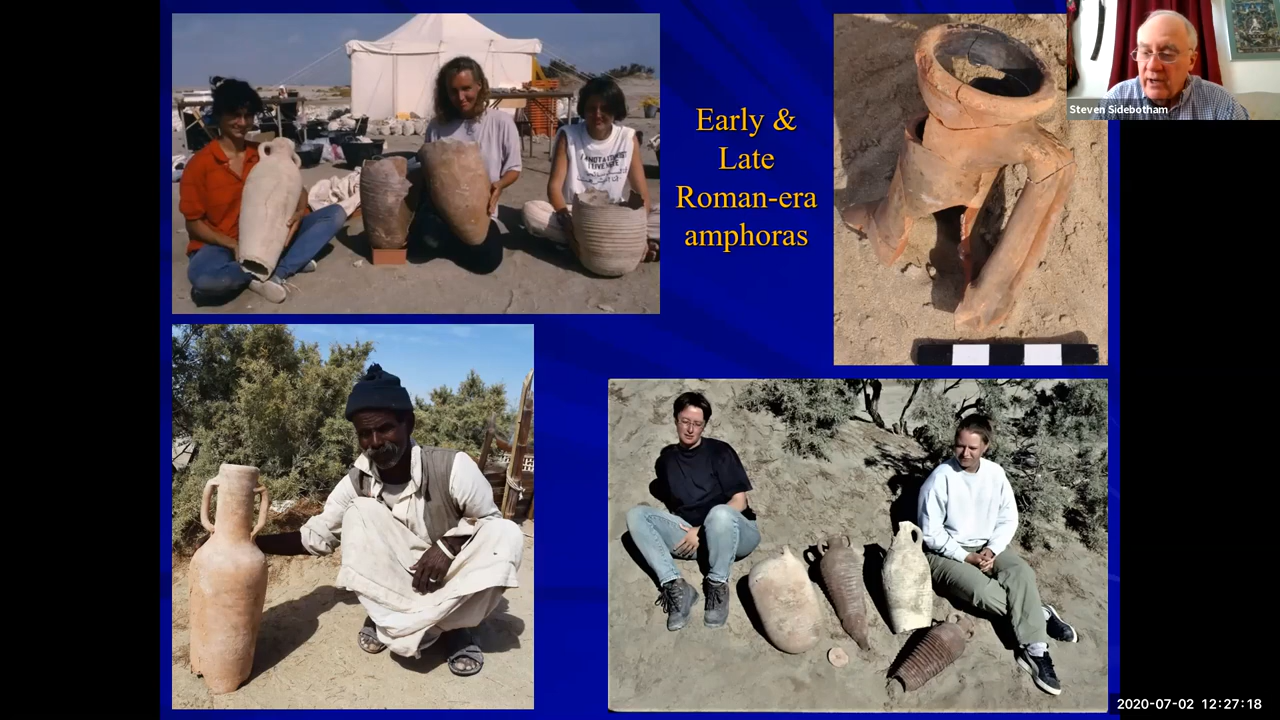 Early &
Late
Roman-era
amphoras
Steven Sidebotham
2020-07-02 12:27:18